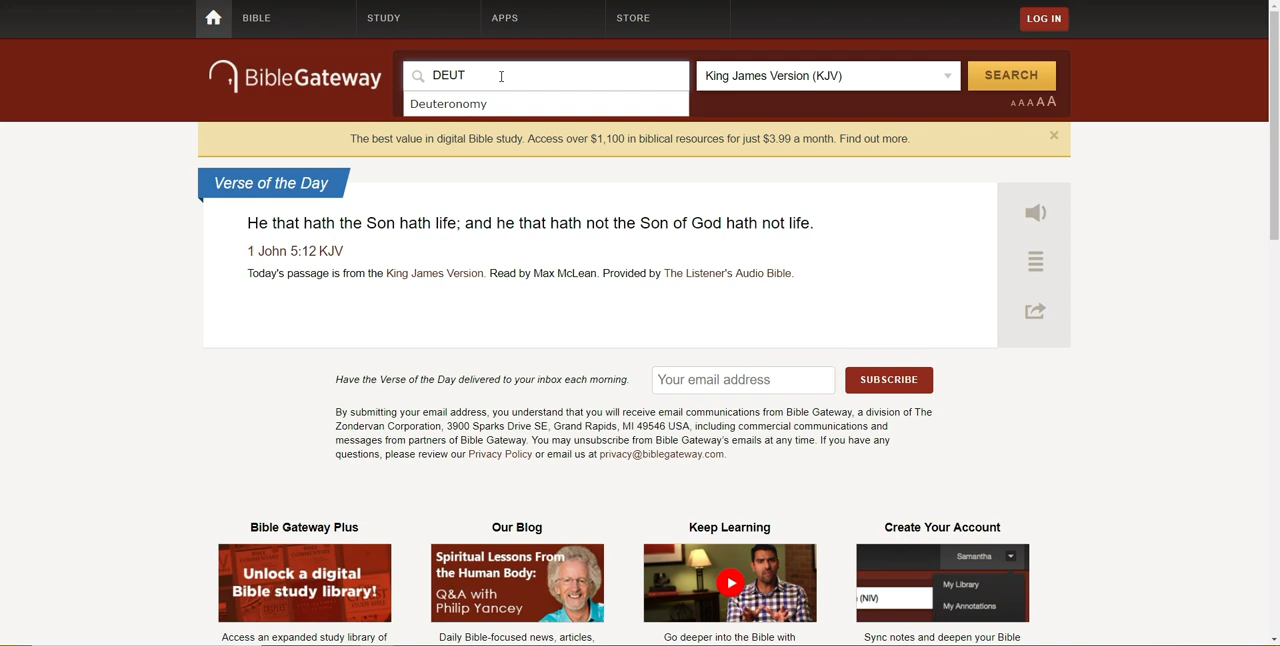 BIBLE
STUDY
APPS
STORE
LOG IN
BibleGateway
DEUT
King James Version (KJV)
SEARCH
Deuteronomy
A A A A A
The best value in digital Bible study. Access over $1,100 in biblical resources for just $3.99 a month. Find out more.
×
Verse of the Day
He that hath the Son hath life; and he that hath not the Son of God hath not life.
1 John 5:12 KJV
Today's passage is from the King James Version. Read by Max McLean. Provided by The Listener's Audio Bible.
Have the Verse of the Day delivered to your inbox each morning.
Your email address
SUBSCRIBE
By submitting your email address, you understand that you will receive email communications from Bible Gateway, a division of The
Zondervan Corporation, 3900 Sparks Drive SE, Grand Rapids, MI 49546 USA, including commercial communications and
messages from partners of Bible Gateway. You may unsubscribe from Bible Gateway's emails at any time. If you have any
questions, please review our Privacy Policy or email us at privacy@biblegateway.com.
Bible Gateway Plus
Unlock a digital
Bible study library!
Access an expanded study library of
Our Blog
Spiritual Lessons From
the Human Body:
Q&A with
Philip Yancey
Daily Bible-focused news, articles,
Keep Learning
Go deeper into the Bible with
Create Your Account
Samantha
My Library
(NIV)
My Annotations
Sync notes and deepen your Bible